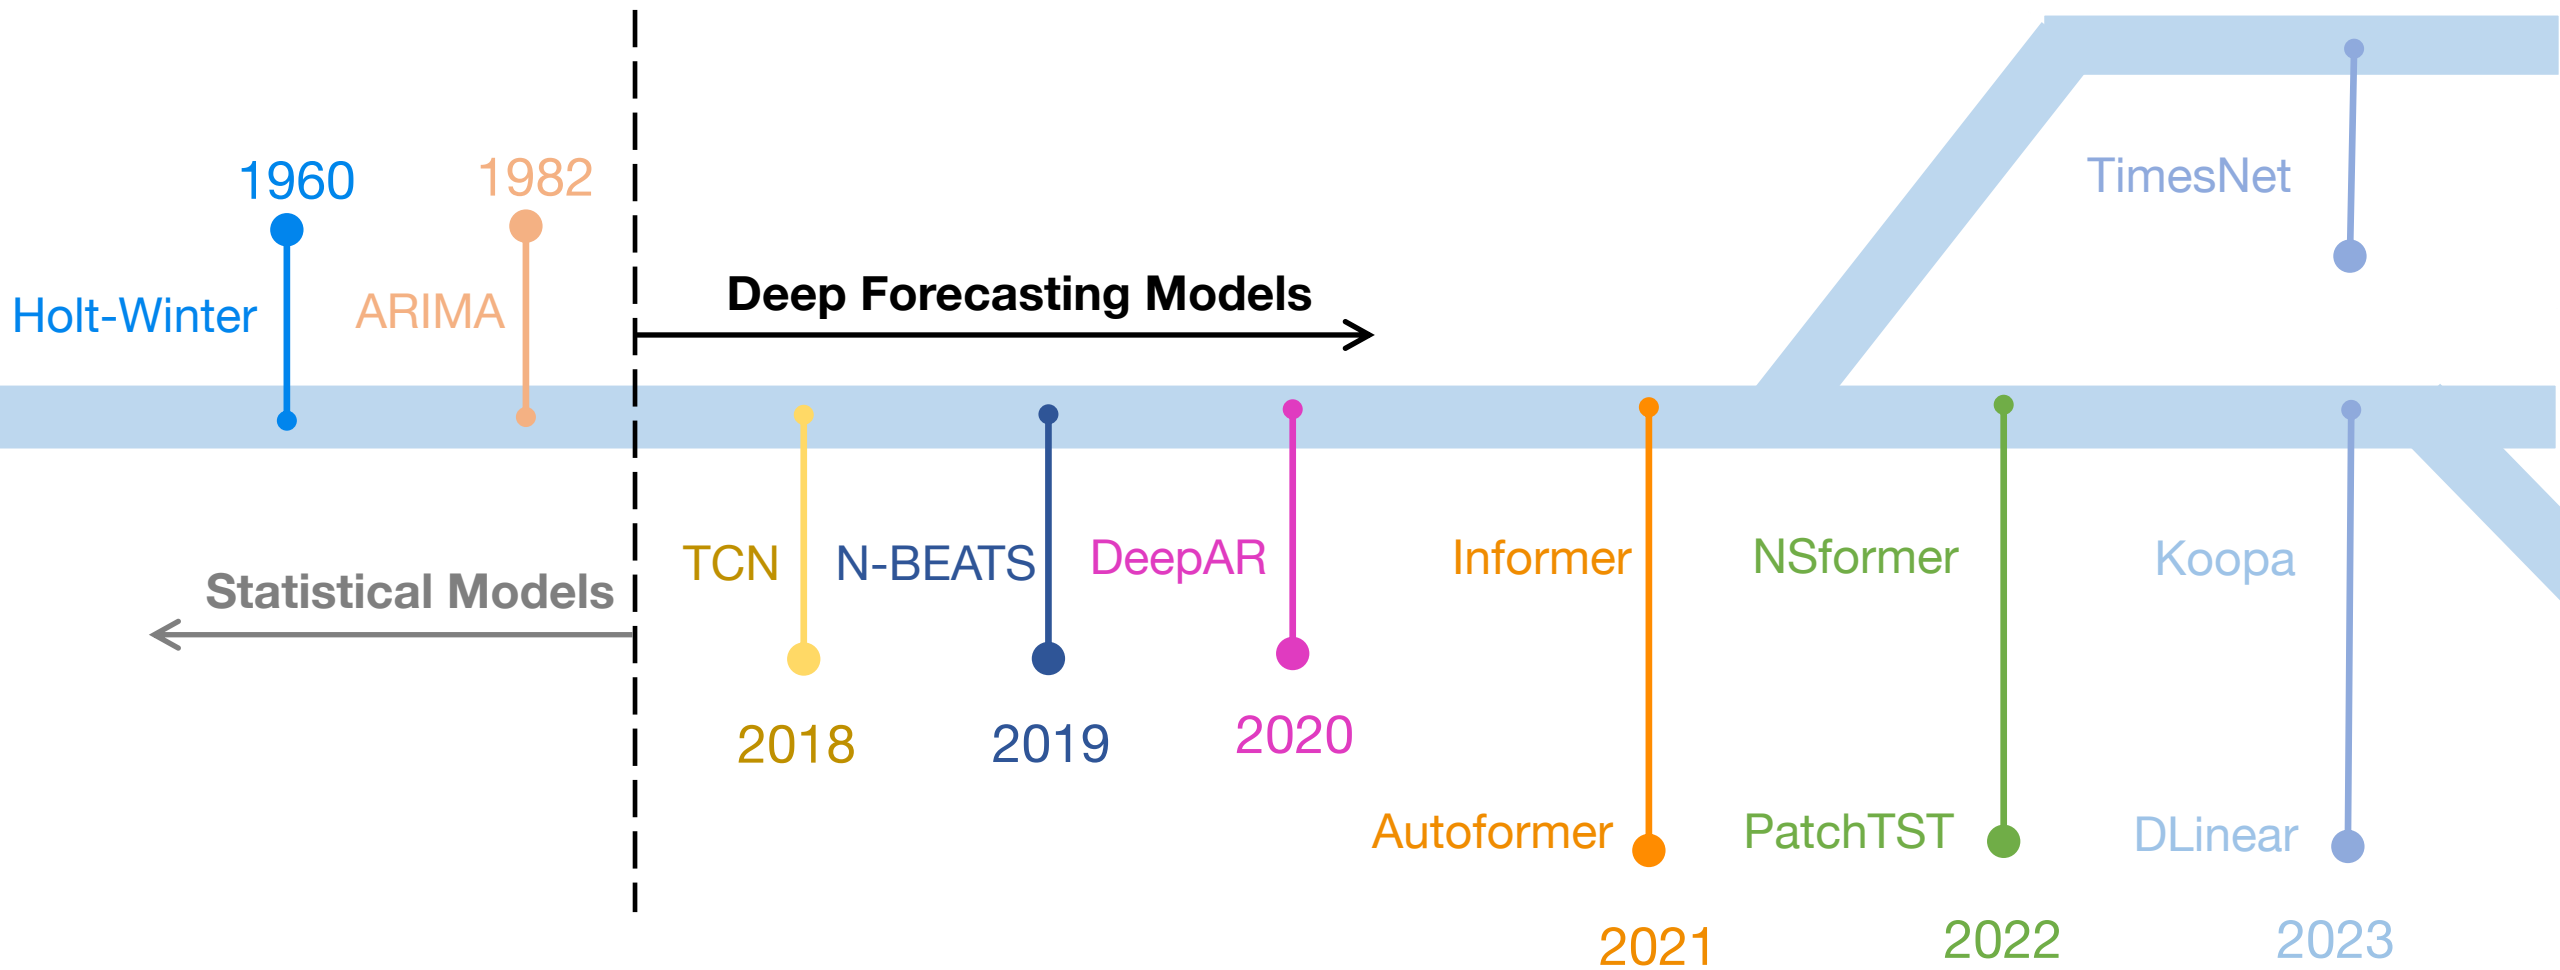 1960
1982
Holt-Winter
ARIMA
Statistical Models
Deep Forecasting Models
TCN
2018
N-BEATS
2019
DeepAR
2020
Informer
Autoformer
2021
NSformer
PatchTST
2022
TimesNet
Koopa
DLinear
2023